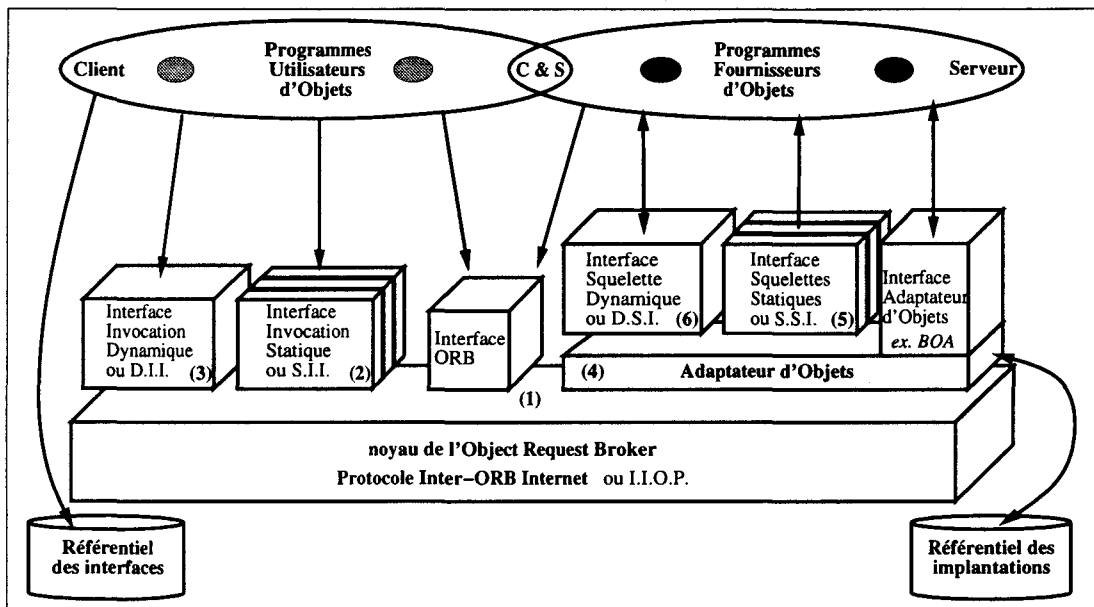 Client
Programmes
Utilisateurs
d'Objets
C & S
Programmes
Fournisseurs
d'Objets
Serveur
Interface
Invocation
Dynamique
ou D.I.I. (3)
Interface
Invocation
Statique
ou S.I.I. (2)
Interface
ORB
(1)
Interface
Squelette
Dynamique
ou D.S.I. (6)
Interface
Squelettes
Statiques
ou S.S.I. (5)
Interface
Adaptateur
d'Objets
ex. BOA
(4) Adaptateur d'Objets
noyau de l'Object Request Broker
Protocole Inter–ORB Internet ou I.I.O.P.
Référentiel
des interfaces
Référentiel des
implantations